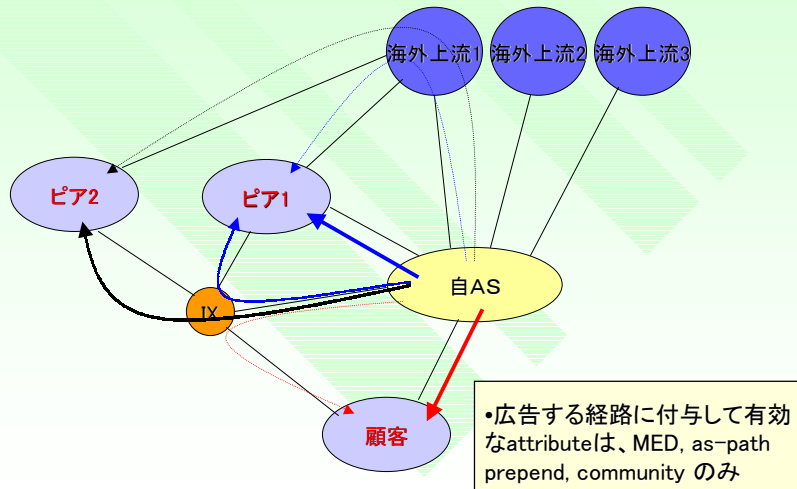 海外上流1
海外上流2
海外上流3
ピア2
ピア1
自AS
IX
顧客
•広告する経路に付与して有効
なattributeは、MED, as-path
prepend, community のみ